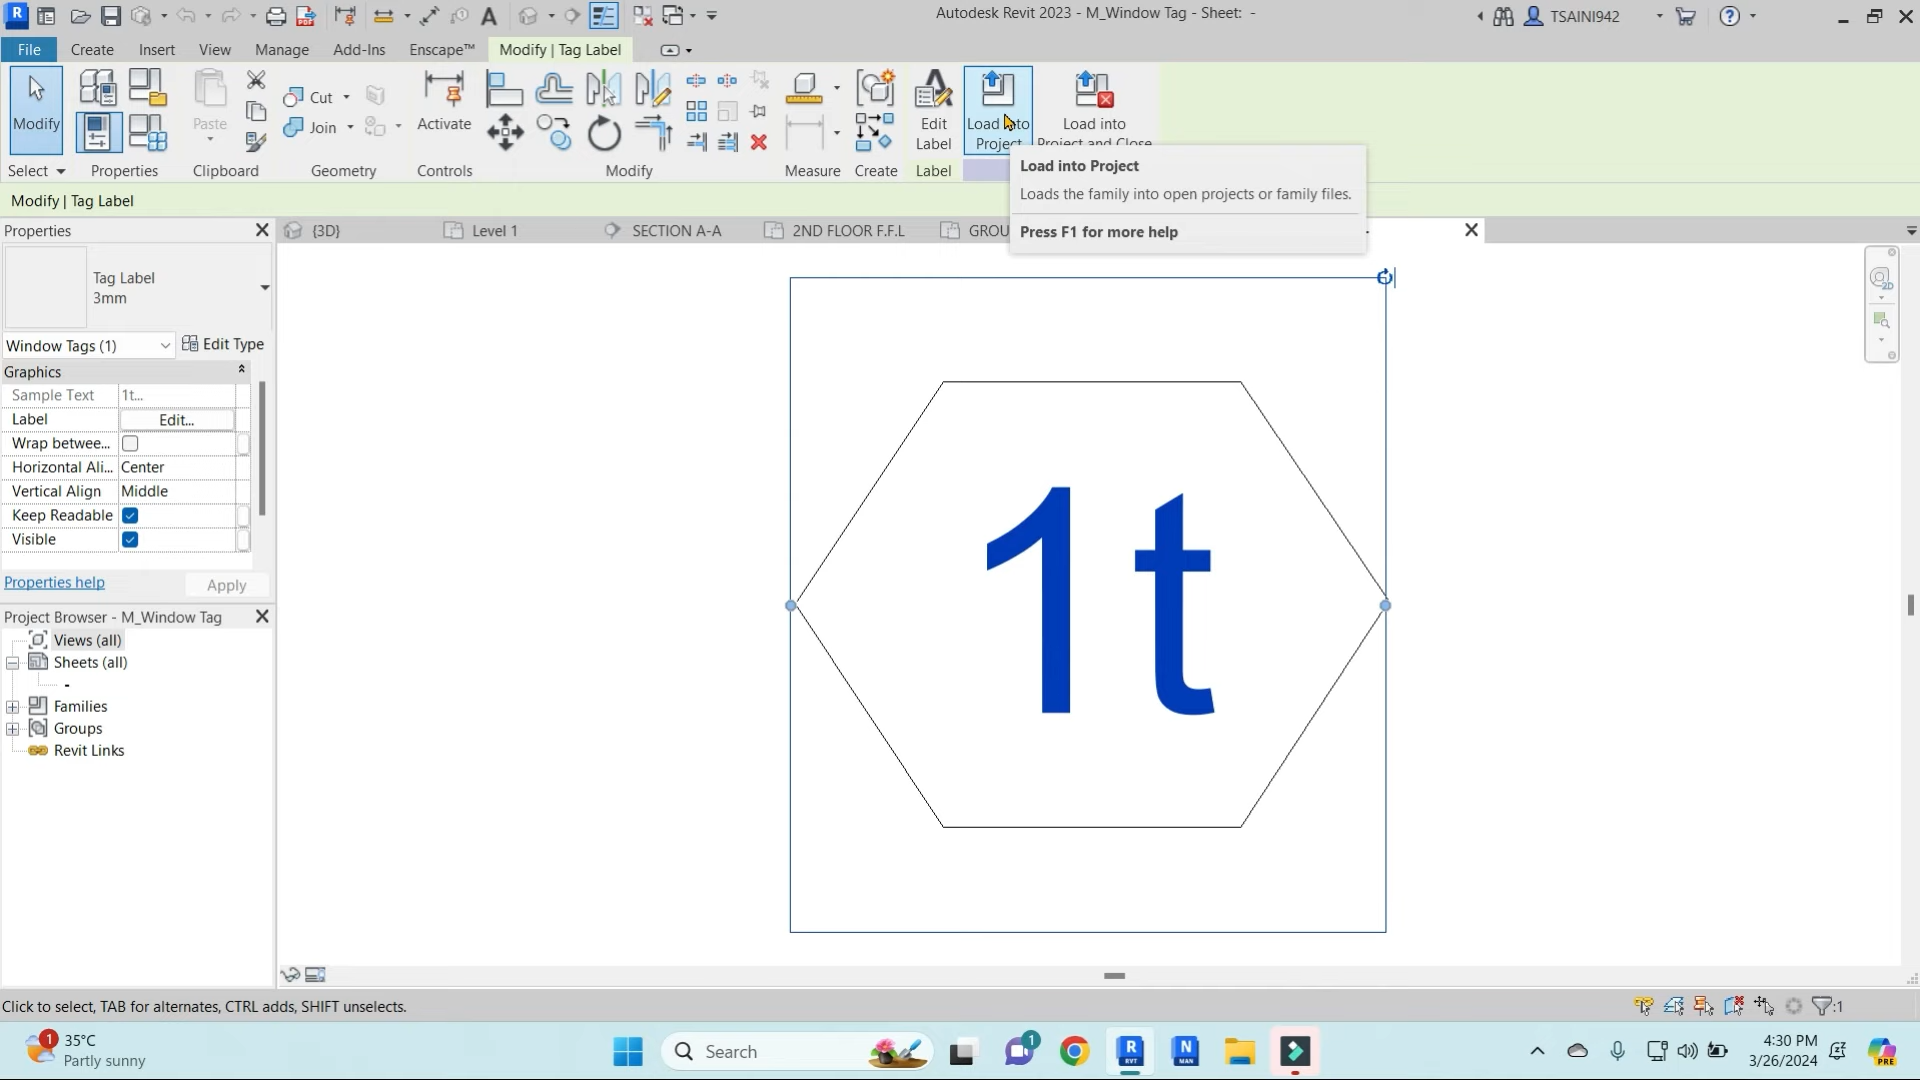 Autodesk Revit 2023 - M_Window Tag - Sheet: -
TSAINI942
File
Create
Insert
View
Manage
Add-Ins
Enscape™
Modify | Tag Label
Modify
Paste
Cut
Join
Activate
Edit
Label
Load into
Project
Load into
Project and Close
Select
Properties
Clipboard
Geometry
Controls
Modify
Measure
Create
Label
Load into Project
Loads the family into open projects or family files.
Press F1 for more help
Modify | Tag Label
Properties
{3D}
Level 1
SECTION A-A
2ND FLOOR F.F.L
GROU
Tag Label
3mm
Window Tags (1)
Edit Type
Graphics
Sample Text
1t...
Label
Edit...
Wrap betwee...
Horizontal Ali...
Center
Vertical Align
Middle
Keep Readable
Visible
Properties help
Apply
Project Browser - M_Window Tag
Views (all)
Sheets (all)
-
Families
Groups
Revit Links
1t
2D
Click to select, TAB for alternates, CTRL adds, SHIFT unselects.
:1
1
35°C
Partly sunny
Search
1
R
RVT
N
MAN
4:30 PM
3/26/2024
PRE